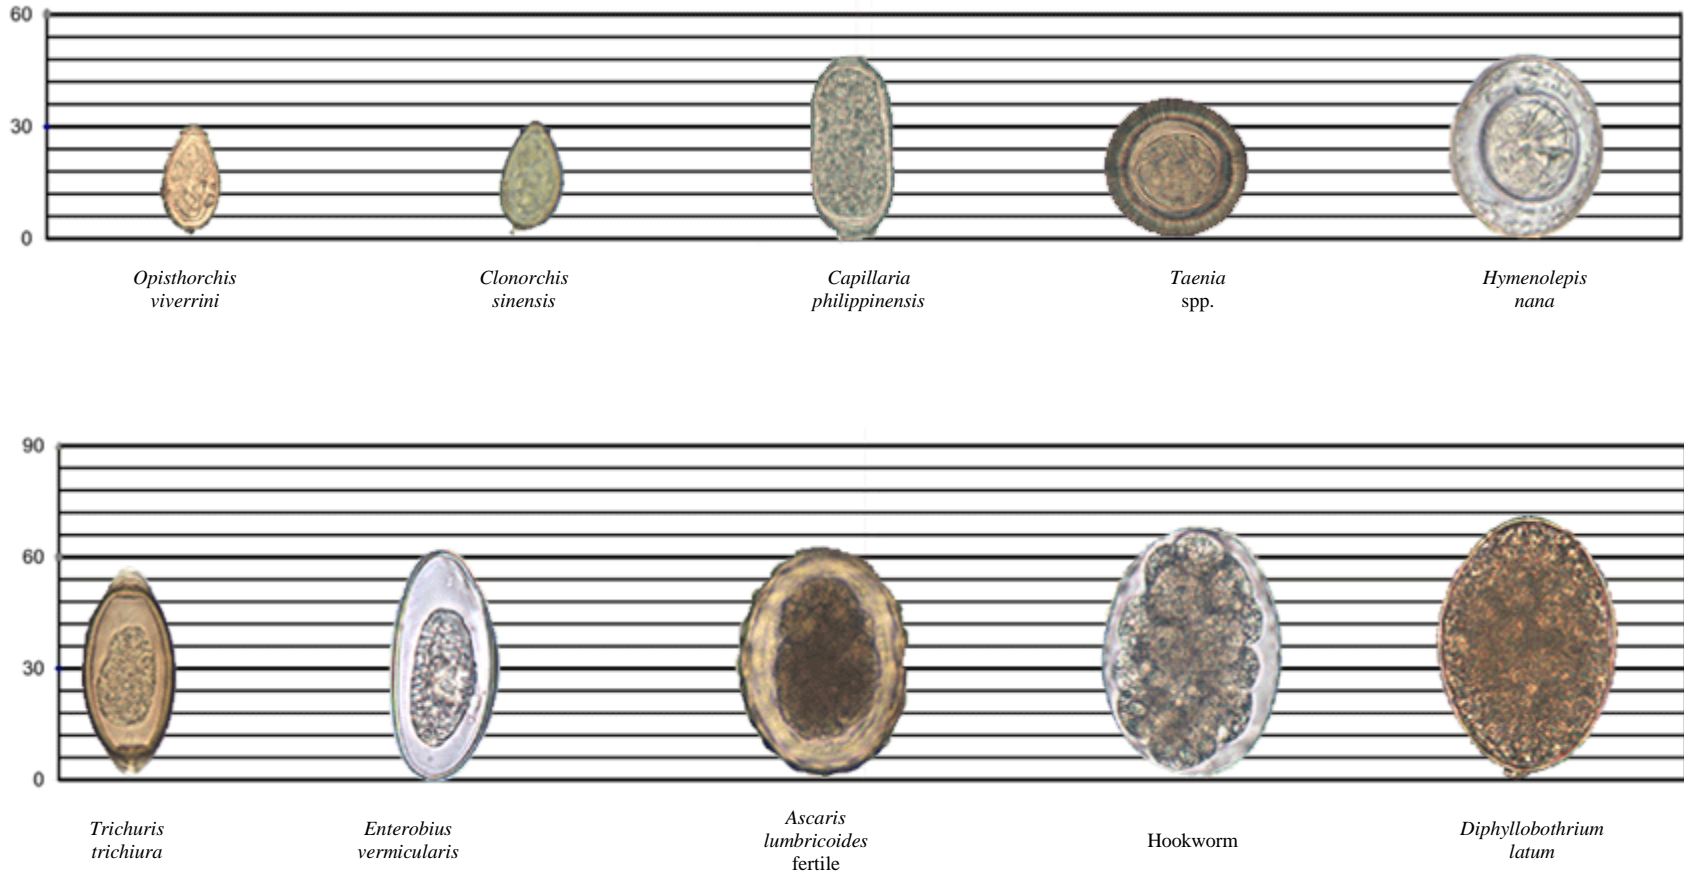 60
30
0
Opisthorchis
viverrini
Clonorchis
sinensis
Capillaria
philippinensis
Taenia
spp.
Hymenolepis
nana
90
60
30
0
Trichuris
trichiura
Enterobius
vermicularis
Ascaris
lumbricoides
fertile
Hookworm
Diphyllobothrium
latum